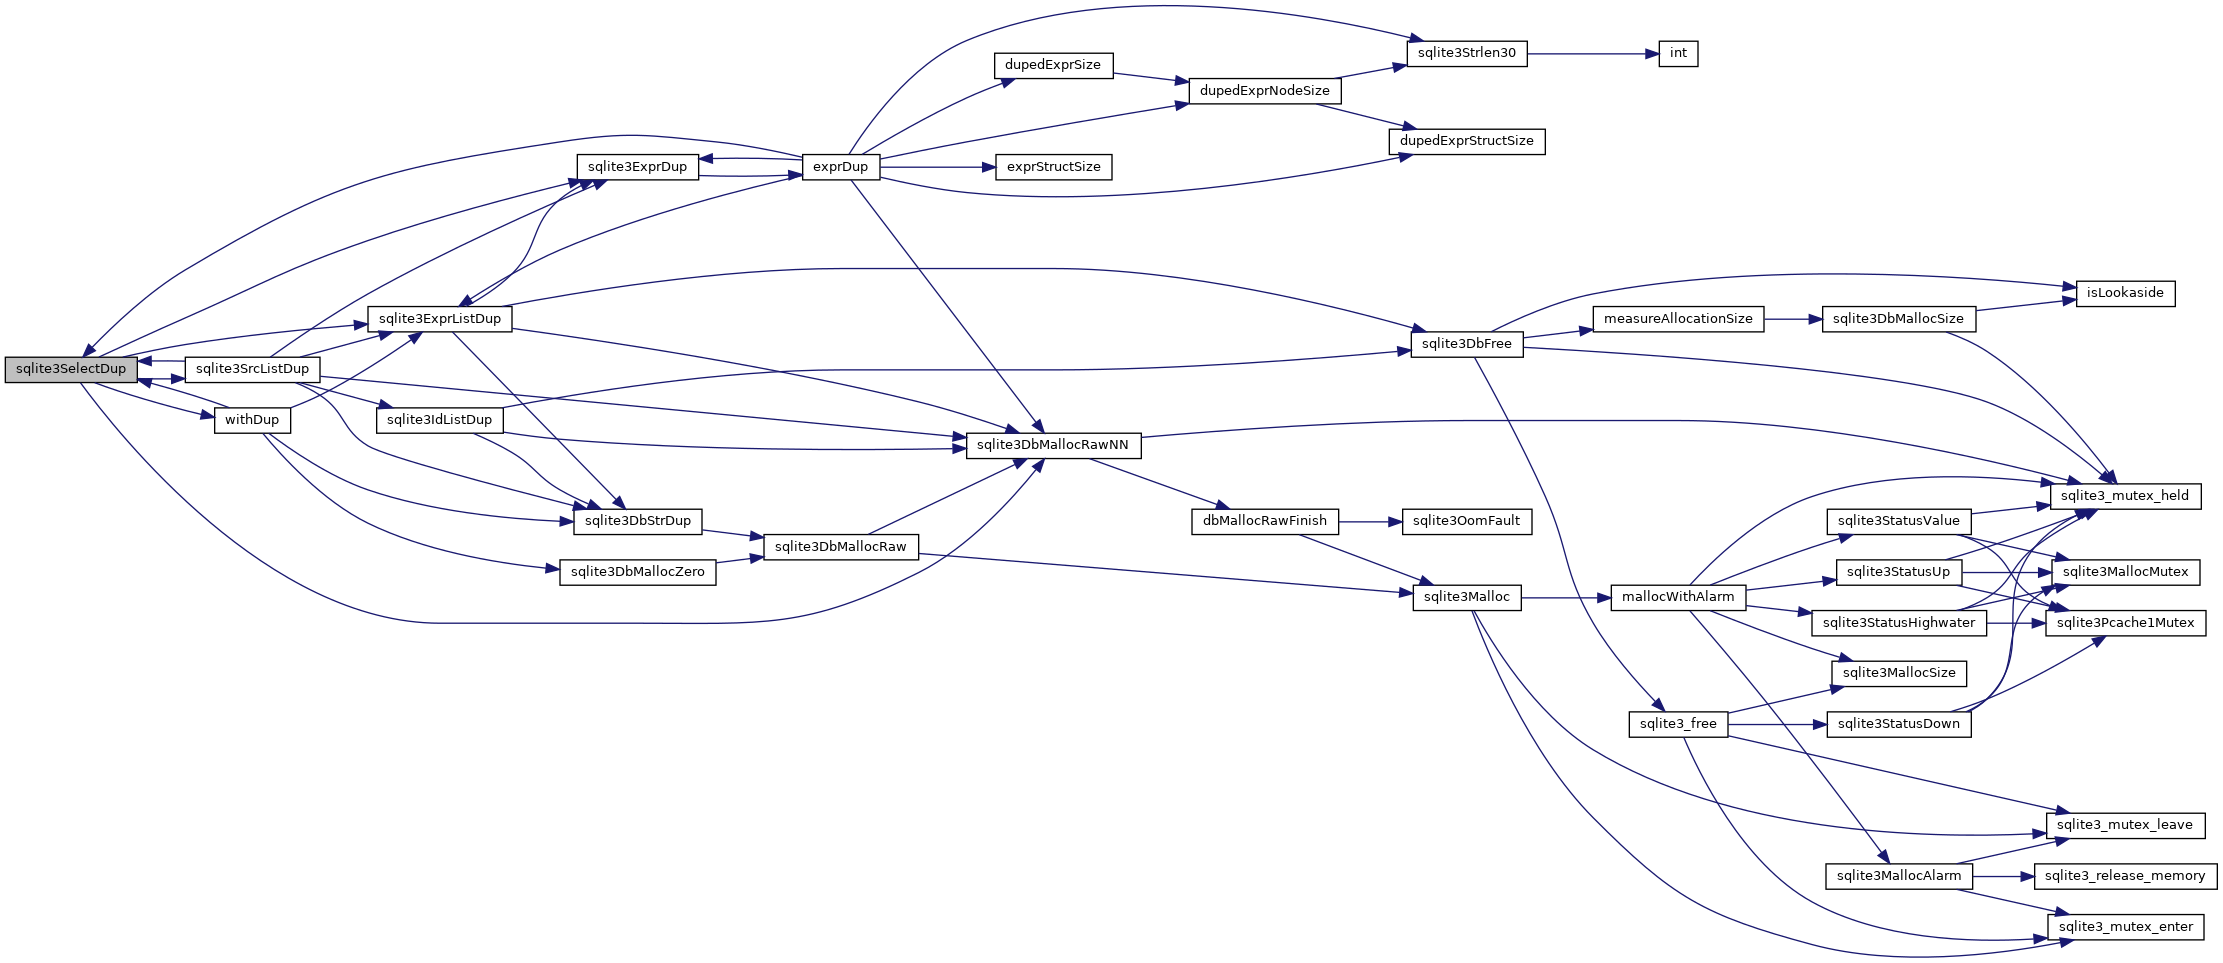 sqlite3Strlen30
int
dupedExprSize
dupedExprNodeSize
dupedExprStructSize
sqlite3ExprDup
exprDup
exprStructSize
isLookaside
sqlite3ExprListDup
measureAllocationSize
sqlite3DbMallocSize
sqlite3DbFree
sqlite3SelectDup
sqlite3SrcListDup
withDup
sqlite3IdListDup
sqlite3DbMallocRawNN
sqlite3_mutex_held
sqlite3DbStrDup
dbMallocRawFinish
sqlite3OomFault
sqlite3StatusValue
sqlite3DbMallocRaw
sqlite3DbMallocZero
sqlite3StatusUp
sqlite3MallocMutex
sqlite3Malloc
mallocWithAlarm
sqlite3StatusHighwater
sqlite3Pcache1Mutex
sqlite3MallocSize
sqlite3_free
sqlite3StatusDown
sqlite3_mutex_leave
sqlite3MallocAlarm
sqlite3_release_memory
sqlite3_mutex_enter